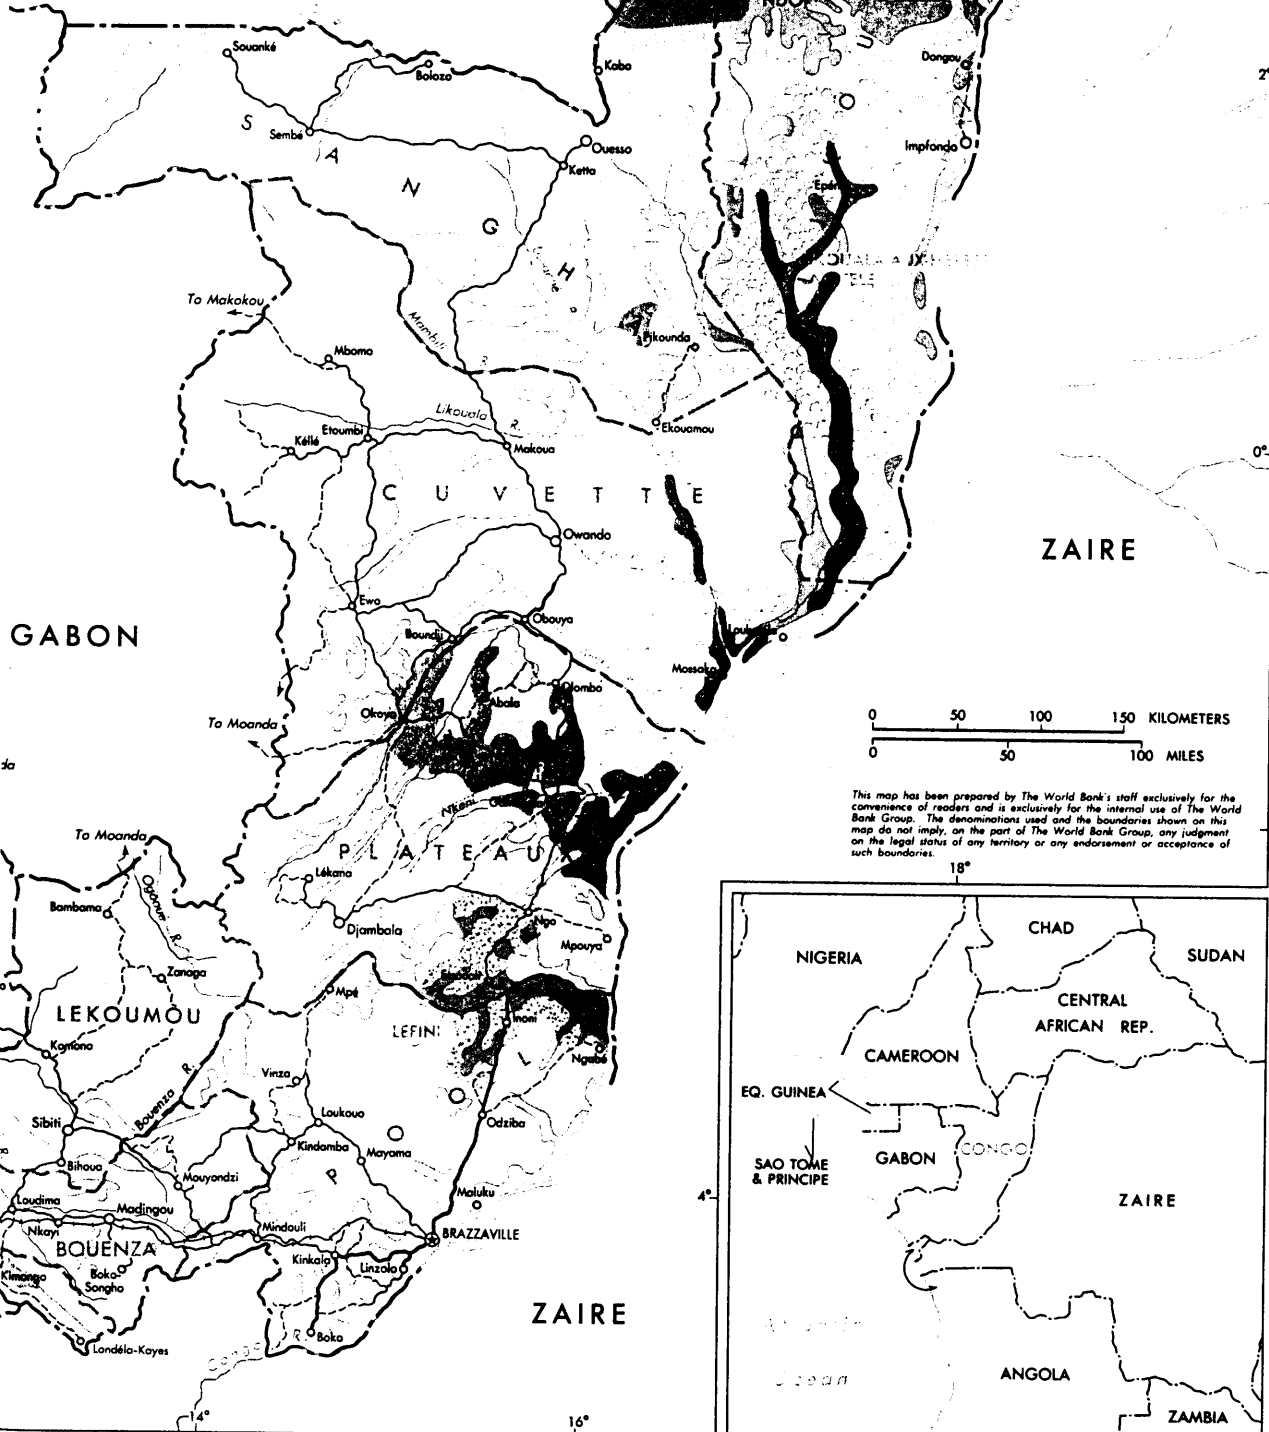 Souanké
Bolozo
Kabo
Dongou
2°
Sembé
Ouesso
Ketta
Impfondo
S A N G H
To Makokou
Mambili
R.
Pikounda
Mbomo
Likouala R.
Etoumbi
Kéllé
Makoua
Ekouamou
0°
C U V E T T E
Owando
ZAIRE
Ewo
Obouya
GABON
Boundji
Mossaka
Olombo
Abala
Okoyo
To Moanda
0 50 100 150 KILOMETERS
0 50 100 MILES
This map has been prepared by The World Bank's staff exclusively for the
convenience of readers and is exclusively for the internal use of The World
Bank Group. The denominations used and the boundaries shown on this
map do not imply, on the part of The World Bank Group, any judgment
on the legal status of any territory or any endorsement or acceptance of
such boundaries.
Nkeni
To Moanda
P L A T E A U X
Lékana
18°
Ogooue R.
Bambama
Djambala
Ngo
Mpouya
Zanaga
Mpé
LEKOUMOU
LEFINI
Inoni
Ngabé
L
Komono
Vinza
Bouenza R.
Sibiti
Loukouo
Odziba
Kindamba
Mayama
Bihoua
Mouyondzi
P
Loudima
Madingou
Maluku
Nkayi
Mindouli
BRAZZAVILLE
BOUENZA
Kinkala
Linzolo
Kimongo
Boko-
Songho
ZAIRE
Londéla-Kayes
Boko
Congo R.
14°
16°
4°
CHAD
NIGERIA
SUDAN
CENTRAL
AFRICAN REP.
CAMEROON
EQ. GUINEA
GABON
CONGO
SAO TOME
& PRINCIPE
ZAIRE
ANGOLA
ZAMBIA